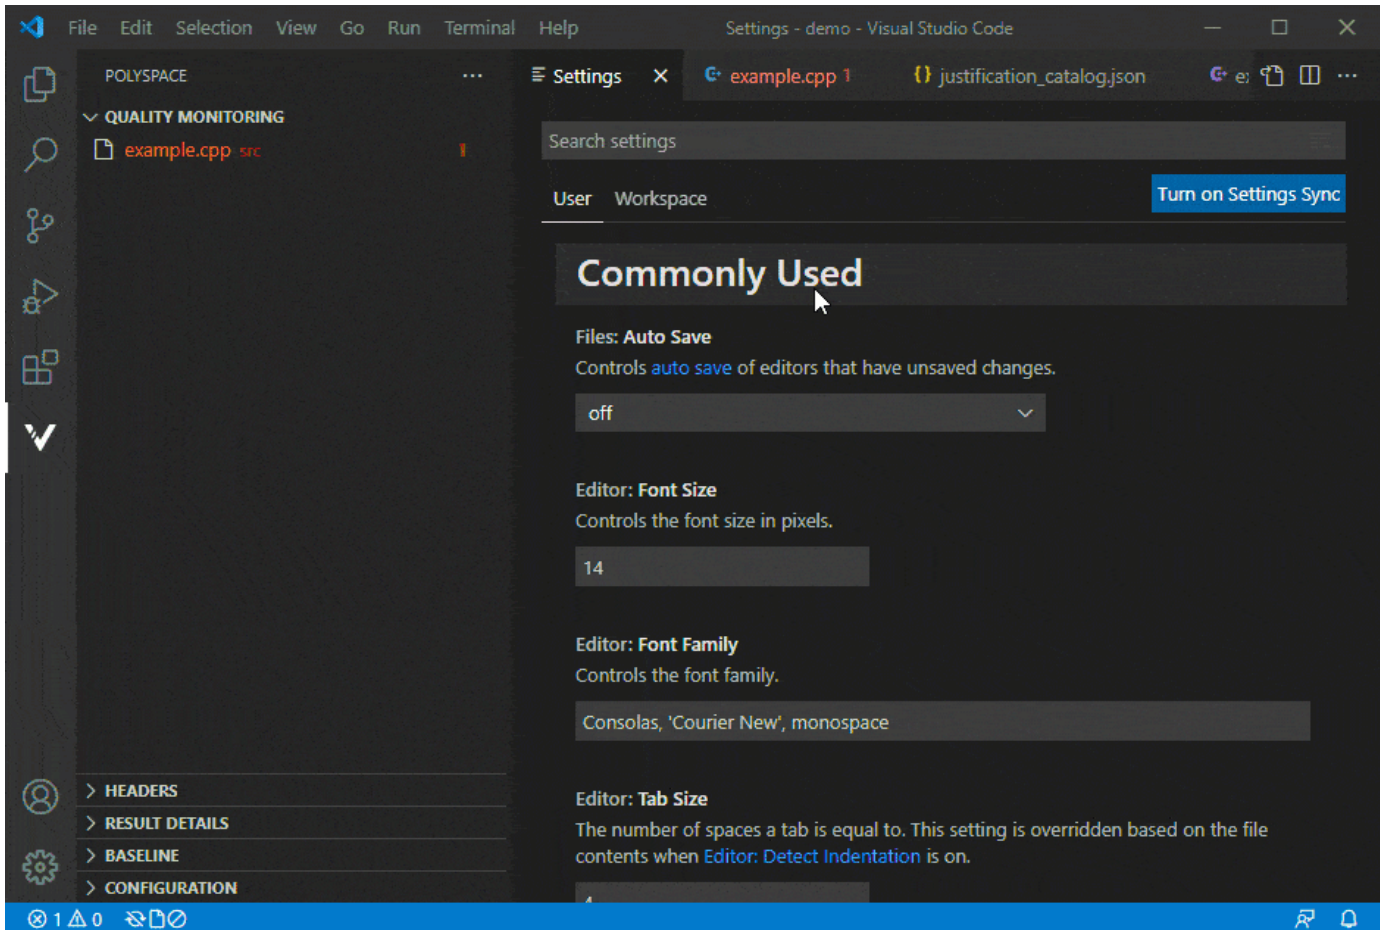 File Edit Selection View Go Run Terminal Help Settings - demo - Visual Studio Code
POLYSPACE
Settings example.cpp 1 justification_catalog.json
QUALITY MONITORING
example.cpp src
Search settings
User Workspace
Turn on Settings Sync
Commonly Used
Files: Auto Save
Controls auto save of editors that have unsaved changes.
off
Editor: Font Size
Controls the font size in pixels.
14
Editor: Font Family
Controls the font family.
Consolas, 'Courier New', monospace
Editor: Tab Size
The number of spaces a tab is equal to. This setting is overridden based on the file
contents when Editor: Detect Indentation is on.
HEADERS
RESULT DETAILS
BASELINE
CONFIGURATION
1 0